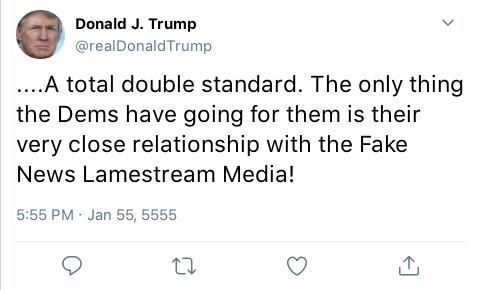 Donald J. Trump
@realDonaldTrump
....A total double standard. The only thing
the Dems have going for them is their
very close relationship with the Fake
News Lamestream Media!
5:55 PM · Jan 55, 5555